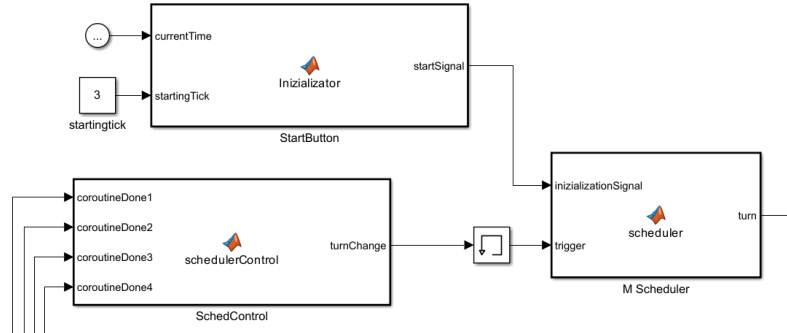 ...
currentTime
3
startingTick
startingtick
Inizializator
startSignal
StartButton
coroutineDone1
coroutineDone2
coroutineDone3
coroutineDone4
schedulerControl
turnChange
SchedControl
inizializationSignal
trigger
scheduler
turn
M Scheduler